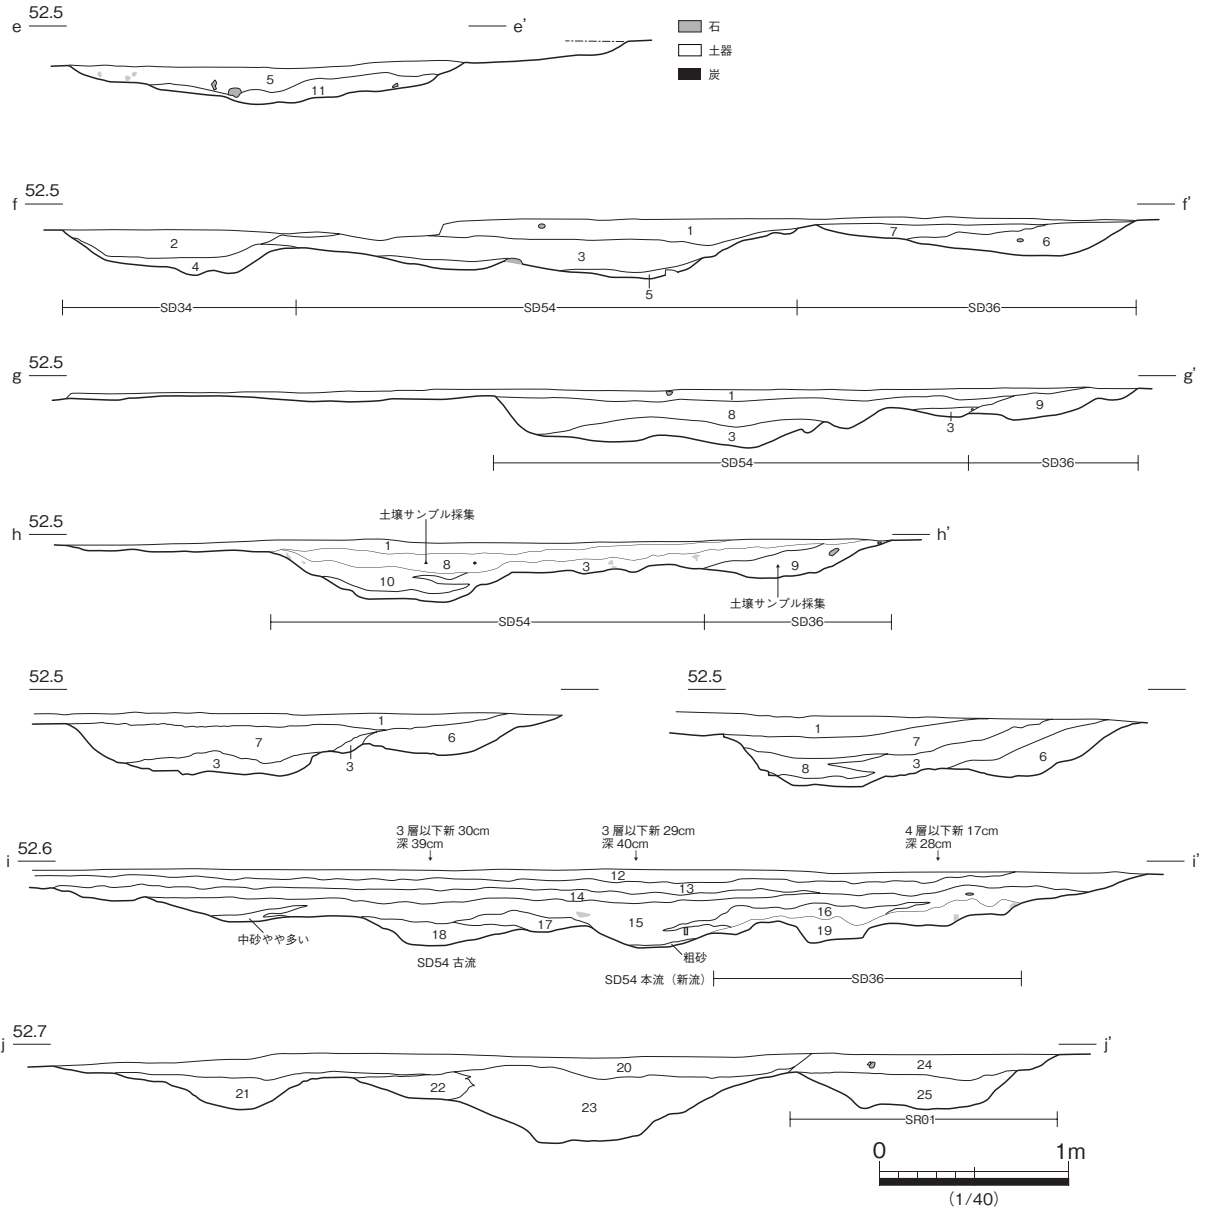 e 52.5 e'
石
土器
炭
5
11
f 52.5 f'
1
2
7
6
3
4
5
SD34 SD54 SD36
g 52.5 g'
1
9
8
3
3
SD54 SD36
h 52.5 h'
土壌サンプル採集
1
8
3
9
10
土壌サンプル採集
SD54 SD36
52.5
1
7
6
3
3
52.5
1
7
6
8
3
3層以下新 30cm
深 39cm
3層以下新 29cm
深 40cm
4層以下新 17cm
深 28cm
i 52.6 i'
12
13
14
16
15
17
18
19
中砂やや多い
粗砂
SD54 古流
SD54 本流(新流)
SD36
j 52.7 j'
20
24
22
21
25
23
SR01
0 1m
(1/40)